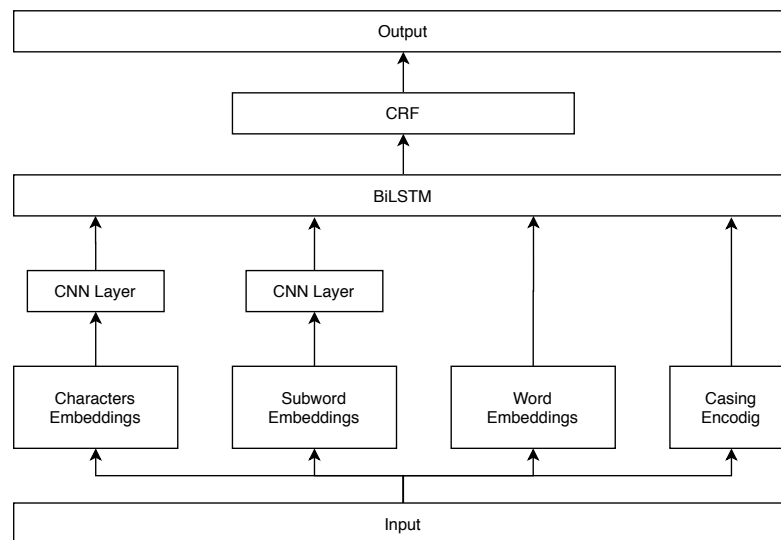 Output
CRF
BiLSTM
CNN Layer
CNN Layer
Characters
Embeddings
Subword
Embeddings
Word
Embeddings
Casing
Encodig
Input